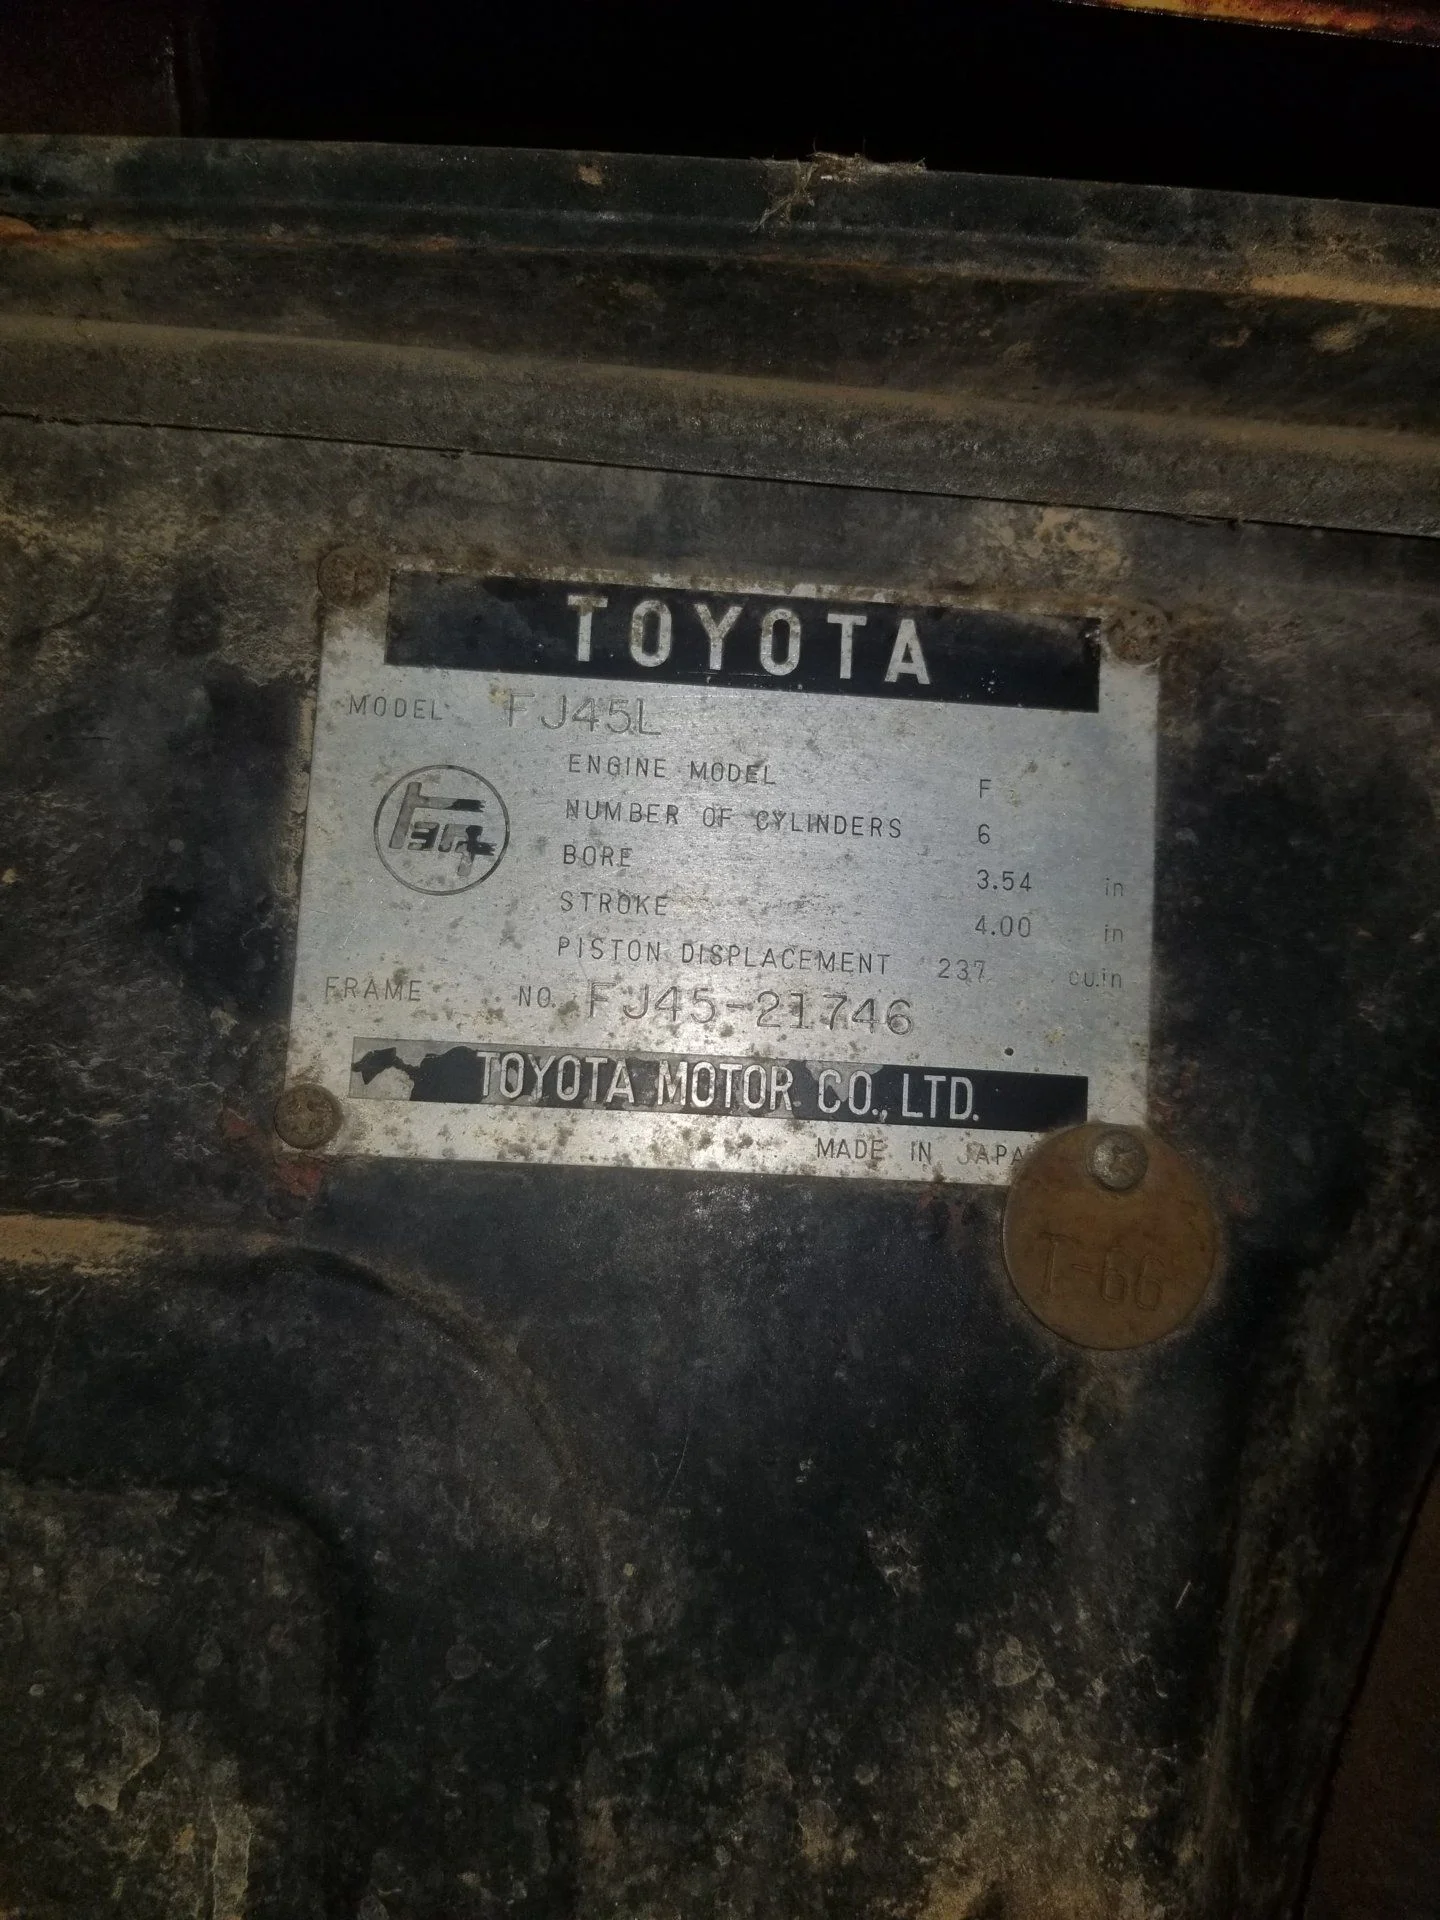 TOYOTA
MODEL FJ45L
ENGINE MODEL F
NUMBER OF CYLINDERS 6
BORE 3.54 in
STROKE 4.00 in
PISTON DISPLACEMENT 237 cu.in
FRAME NO. FJ45-21746
TOYOTA MOTOR CO., LTD.
MADE IN JAPA
T-66